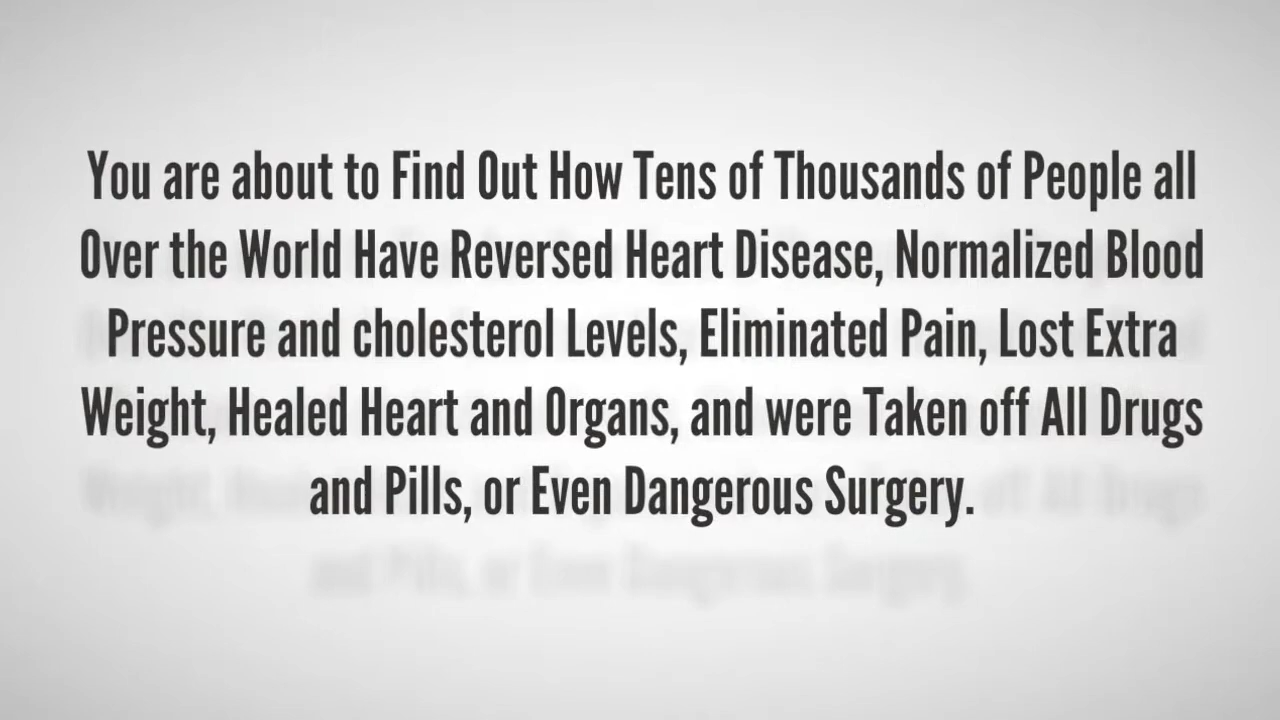 You are about to Find Out How Tens of Thousands of People all
Over the World Have Reversed Heart Disease, Normalized Blood
Pressure and cholesterol Levels, Eliminated Pain, Lost Extra
Weight, Healed Heart and Organs, and were Taken off All Drugs
and Pills, or Even Dangerous Surgery.